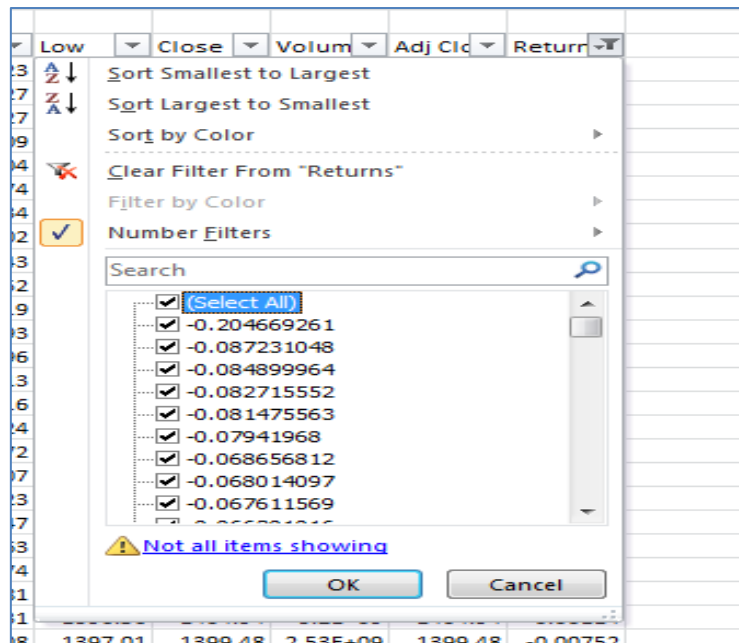 Low Close Volum Adj Clo Return
Sort Smallest to Largest
Sort Largest to Smallest
Sort by Color
Clear Filter From "Returns"
Filter by Color
Number Filters
Search
(Select All)
-0.204669261
-0.087231048
-0.084899964
-0.082715552
-0.081475563
-0.07941968
-0.068656812
-0.068014097
-0.067611569
Not all items showing
OK Cancel
1397.01 1399.48 2.53E+09 1399.48 -0.00752